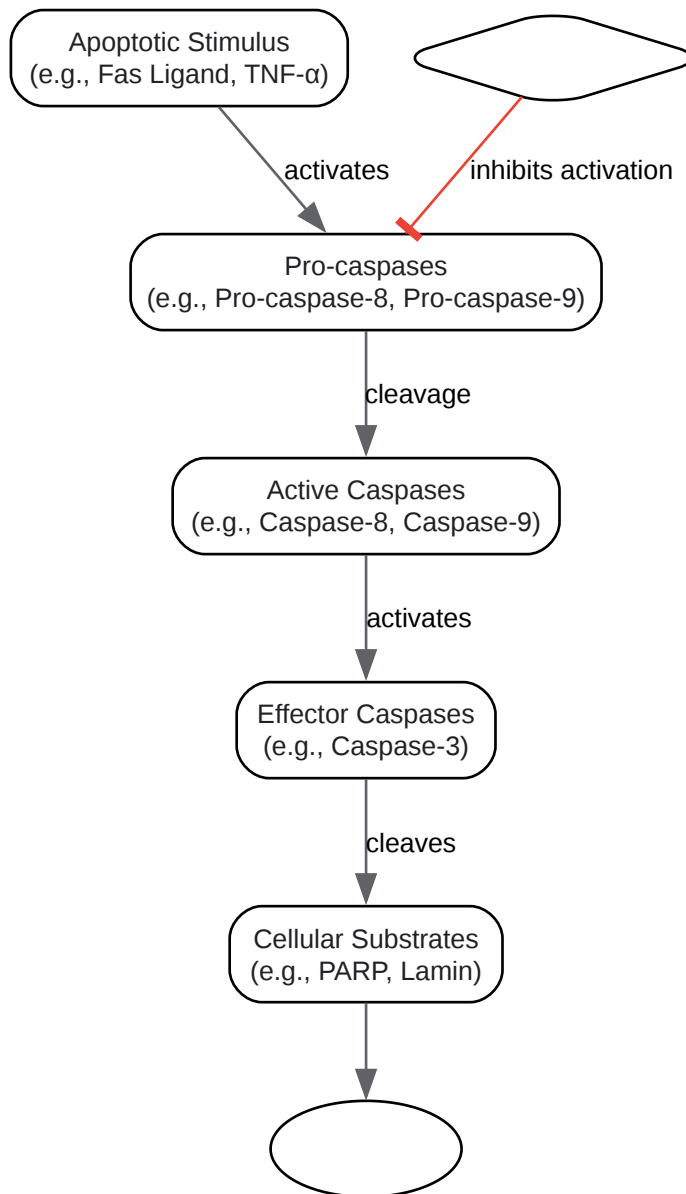 Apoptotic Stimulus
(e.g., Fas Ligand, TNF-α)
activates
inhibits activation
Pro-caspases
(e.g., Pro-caspase-8, Pro-caspase-9)
cleavage
Active Caspases
(e.g., Caspase-8, Caspase-9)
activates
Effector Caspases
(e.g., Caspase-3)
cleaves
Cellular Substrates
(e.g., PARP, Lamin)